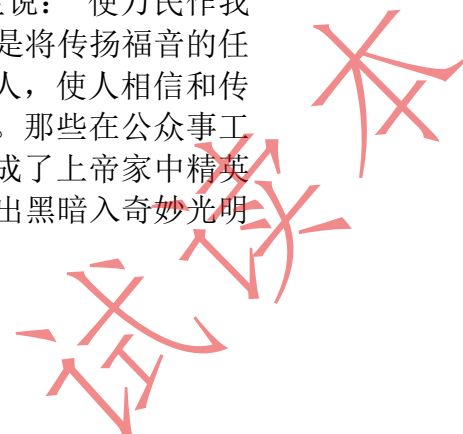 说：“使万民作我
是将传扬福音的任
人，使人相信和传
。那些在公众事工
成了上帝家中精英
出黑暗入奇妙光明
试读本